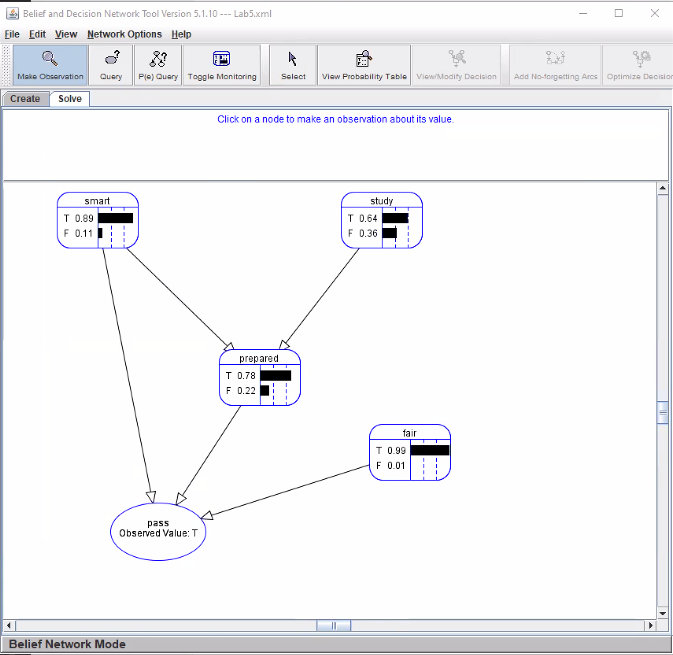 Belief and Decision Network Tool Version 5.1.10 --- Lab5.xml
File Edit View Network Options Help
Make Observation Query P(e) Query Toggle Monitoring Select View Probability Table View/Modify Decision Add No-forgetting Arcs Optimize Decision
Create Solve
Click on a node to make an observation about its value.
smart
T 0.89
F 0.11
study
T 0.64
F 0.36
prepared
T 0.78
F 0.22
fair
T 0.99
F 0.01
pass
Observed Value: T
Belief Network Mode